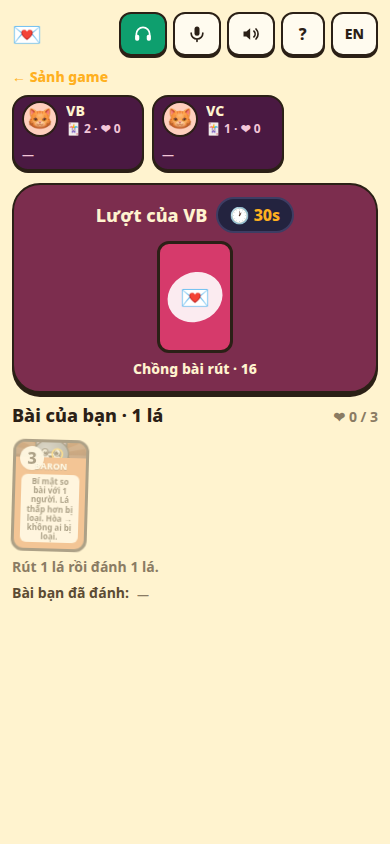 ?
EN
← Sảnh game
VB
🃏 2 · ❤ 0
—
VC
🃏 1 · ❤ 0
—
Lượt của VB
🕐 30s
Chồng bài rút · 16
Bài của bạn · 1 lá
❤ 0 / 3
3
ARON
Bí mật so
bài với 1
người. Lá
thấp hơn bị
loại. Hòa →
không ai bị
loại.
Rút 1 lá rồi đánh 1 lá.
Bài bạn đã đánh: —